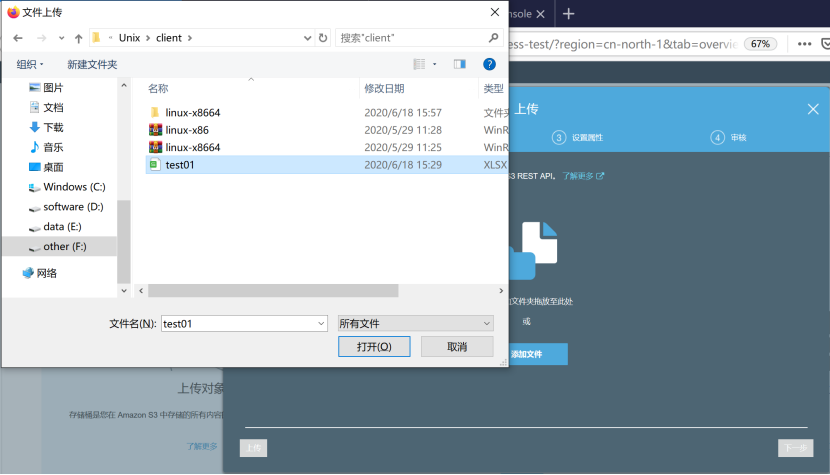 文件上传
nsole
Unix
client
搜索"client"
ess-test/?region=cn-north-1&tab=overvie
67%
组织
新建文件夹
名称
修改日期
类型
图片
文档
下载
音乐
桌面
Windows (C:)
software (D:)
data (E:)
other (F:)
网络
linux-x8664
2020/6/18 15:57
文件夹
linux-x86
2020/5/29 11:28
WinR
linux-x8664
2020/5/29 11:25
WinR
test01
2020/6/18 15:29
XLSX
文件名(N):
test01
所有文件
打开(O)
取消
上传
3
设置属性
4
审核
S3 REST API。
了解更多
文件夹拖放至此处
或
添加文件
上传对象
存储桶是您在 Amazon S3 中存储的所有内容
了解更多
上传
下一步